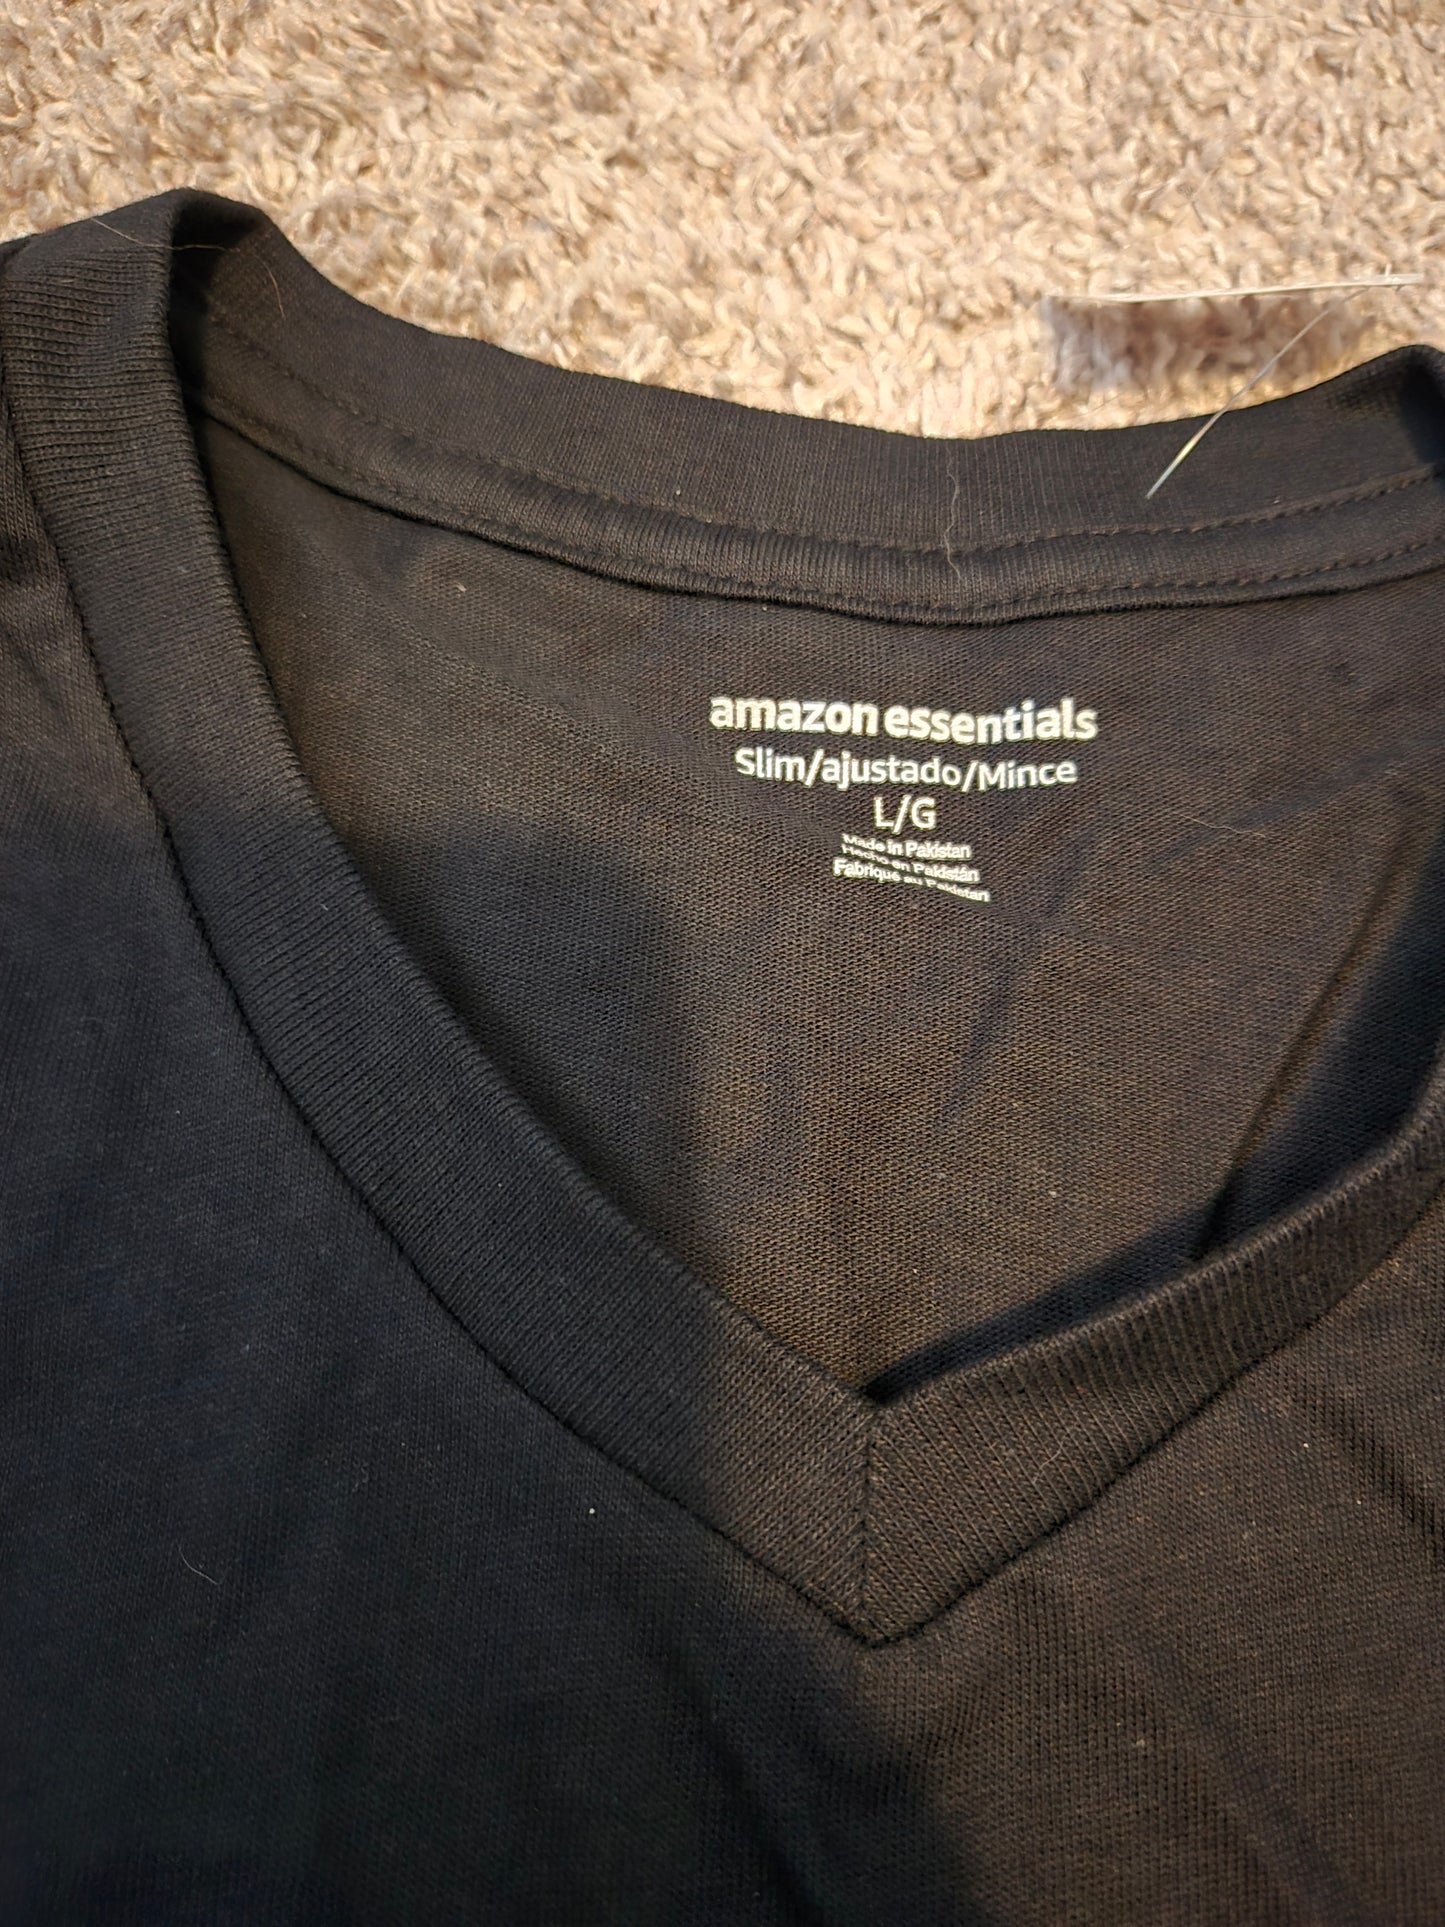 amazon essentials
Slim/ajustado/Mince
L/G
Made in Pakistan
Hecho en Pakistán
Fabriqué au Pakistan